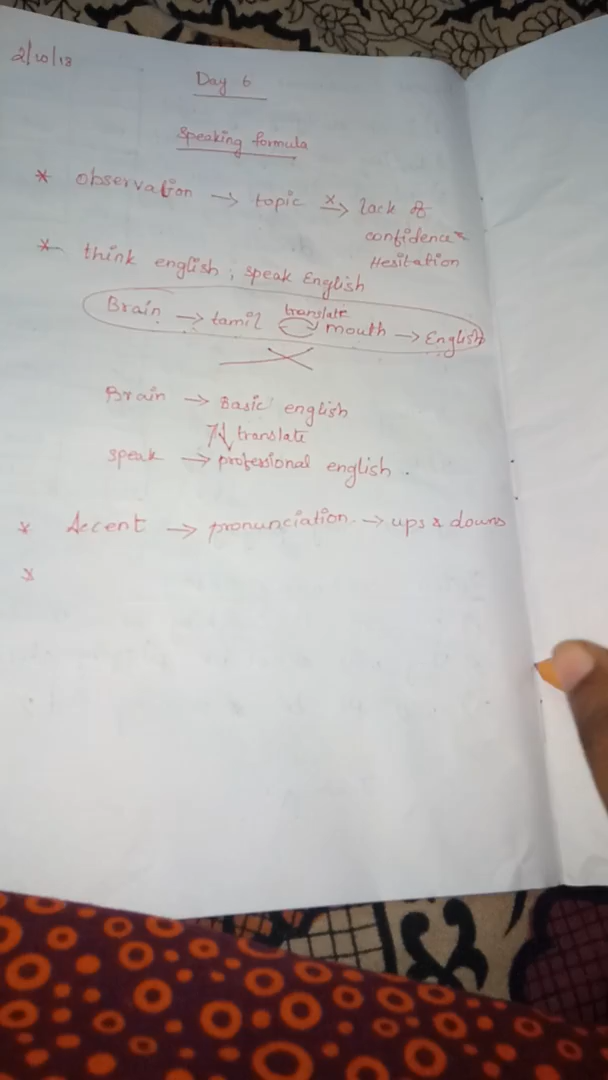 2/10/13
Day 6
Speaking formula
* observation → topic x→ lack of
confidence &
Hesitation
* think english, speak English
Brain → tamil translate mouth → English
Brain → Basic english
translate
speak → professional english.
* Accent → pronunciation → ups & downs
*